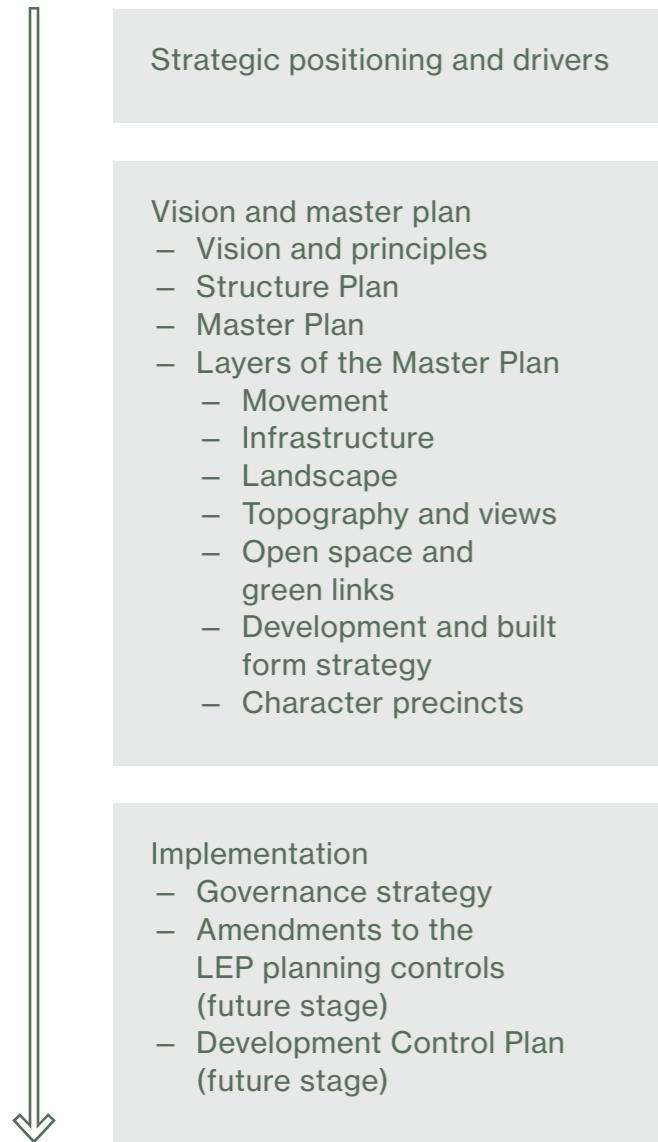 Strategic positioning and drivers
Vision and master plan
– Vision and principles
– Structure Plan
– Master Plan
– Layers of the Master Plan
– Movement
– Infrastructure
– Landscape
– Topography and views
– Open space and
green links
– Development and built
form strategy
– Character precincts
Implementation
– Governance strategy
– Amendments to the
LEP planning controls
(future stage)
– Development Control Plan
(future stage)